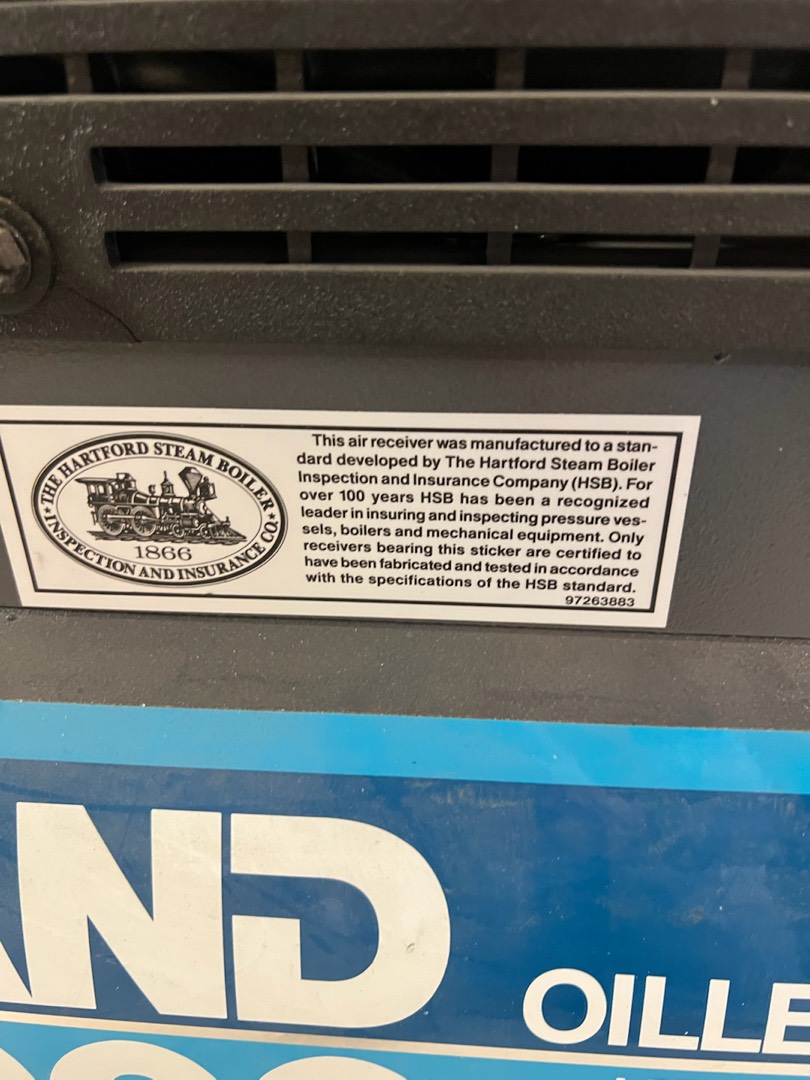 THE HARTFORD STEAM BOILER
INSPECTION AND INSURANCE CO.
1866
This air receiver was manufactured to a stan-
dard developed by The Hartford Steam Boiler
Inspection and Insurance Company (HSB). For
over 100 years HSB has been a recognized
leader in insuring and inspecting pressure ves-
sels, boilers and mechanical equipment. Only
receivers bearing this sticker are certified to
have been fabricated and tested in accordance
with the specifications of the HSB standard.
97263883
AND
OILLE